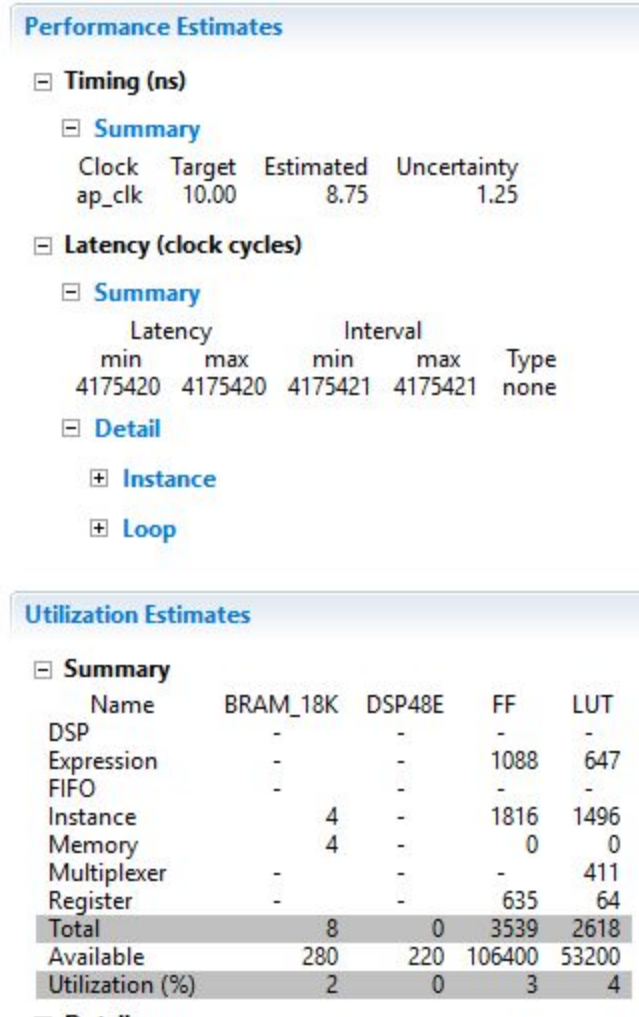 Performance Estimates
Timing (ns)
Summary
Clock Target Estimated Uncertainty
ap_clk 10.00 8.75 1.25
Latency (clock cycles)
Summary
Latency Interval
min max min max Type
4175420 4175420 4175421 4175421 none
Detail
Instance
Loop
Utilization Estimates
Summary
Name BRAM_18K DSP48E FF LUT
DSP - - - -
Expression - - 1088 647
FIFO - - - -
Instance 4 - 1816 1496
Memory 4 - 0 0
Multiplexer - - - 411
Register - - 635 64
Total 8 0 3539 2618
Available 280 220 106400 53200
Utilization (%) 2 0 3 4